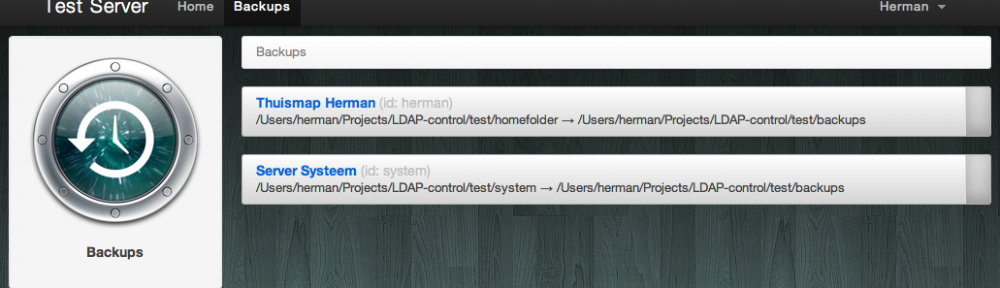 Test Server
Home
Backups
Herman
Backups
Backups
Thuismap Herman (id: herman)
/Users/herman/Projects/LDAP-control/test/homefolder → /Users/herman/Projects/LDAP-control/test/backups
Server Systeem (id: system)
/Users/herman/Projects/LDAP-control/test/system → /Users/herman/Projects/LDAP-control/test/backups